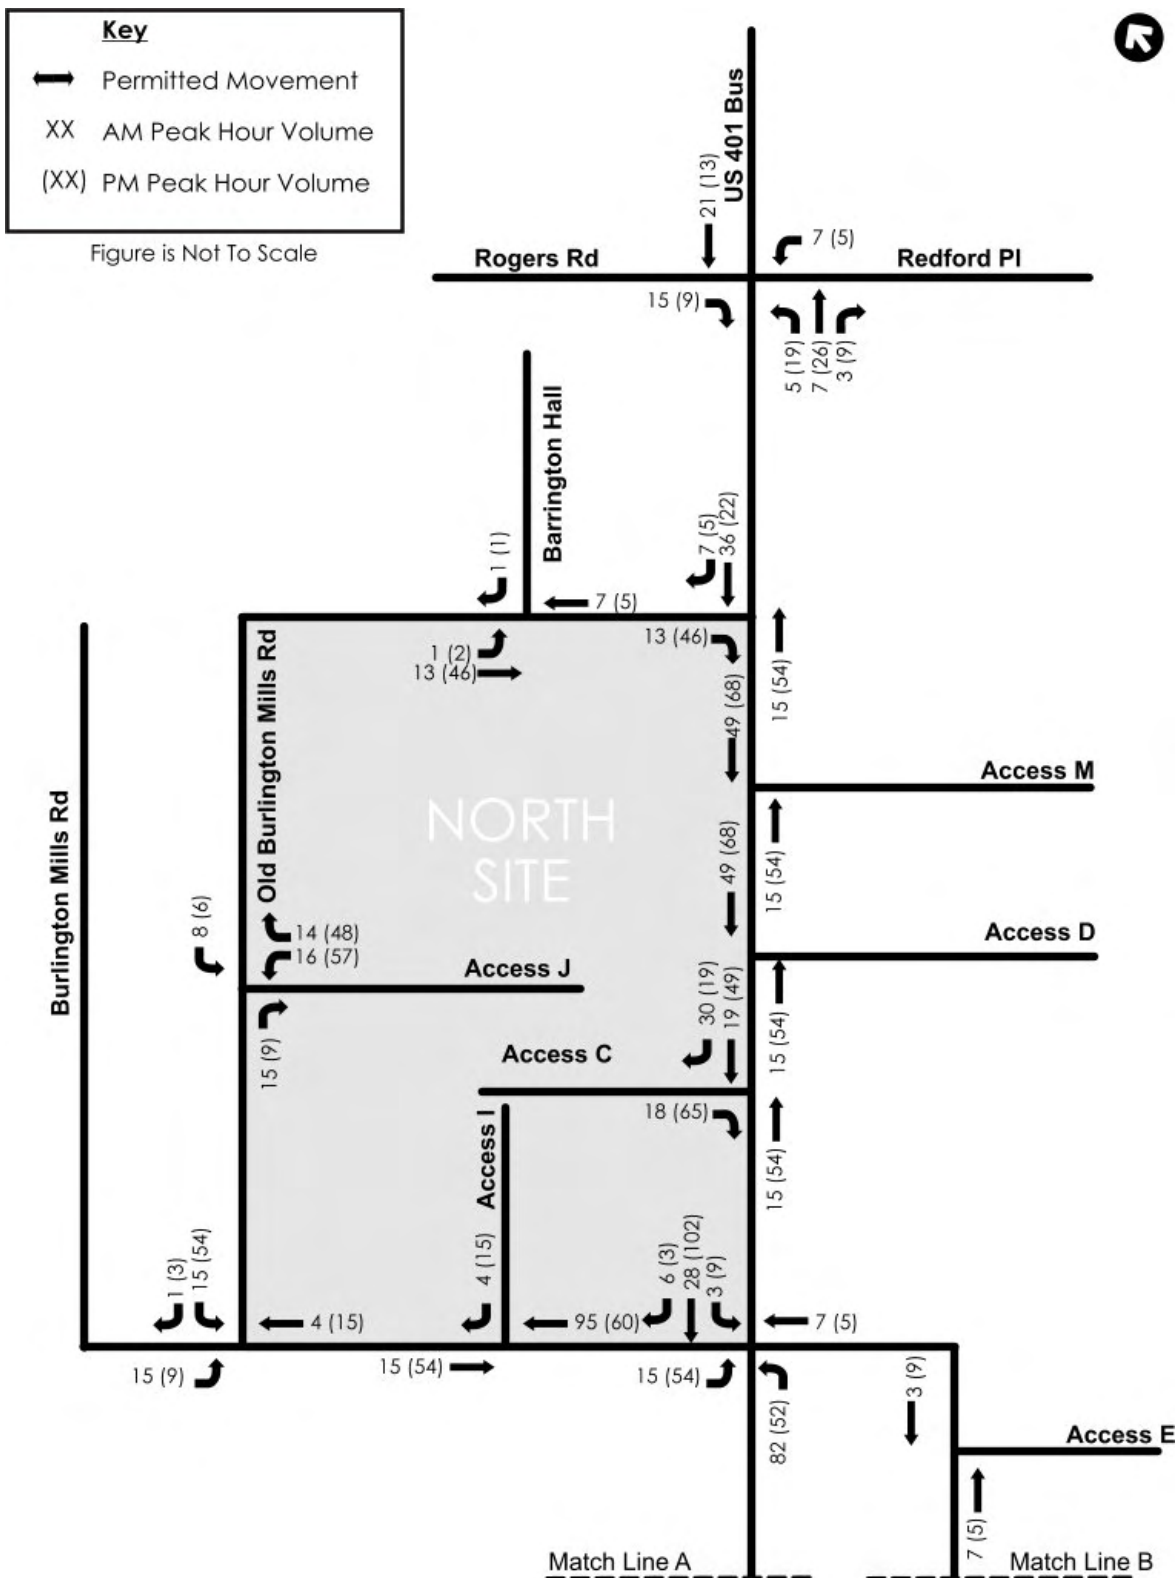 Key
Permitted Movement
XX AM Peak Hour Volume
(XX) PM Peak Hour Volume
Figure is Not To Scale
US 401 Bus
21 (13)
7 (5)
Rogers Rd
Redford Pl
15 (9)
5 (19)
7 (26)
3 (9)
Barrington Hall
1 (1)
7 (5)
36 (22)
7 (5)
1 (2)
13 (46)
13 (46)
15 (54)
49 (68)
Old Burlington Mills Rd
Burlington Mills Rd
NORTH
SITE
Access M
49 (68)
15 (54)
8 (6)
14 (48)
16 (57)
Access J
Access D
15 (9)
30 (19)
19 (49)
15 (54)
Access C
18 (65)
15 (54)
Access I
1 (3)
15 (54)
4 (15)
4 (15)
95 (60)
6 (3)
28 (102)
3 (9)
7 (5)
15 (9)
15 (54)
15 (54)
82 (52)
3 (9)
Access E
7 (5)
Match Line A
Match Line B